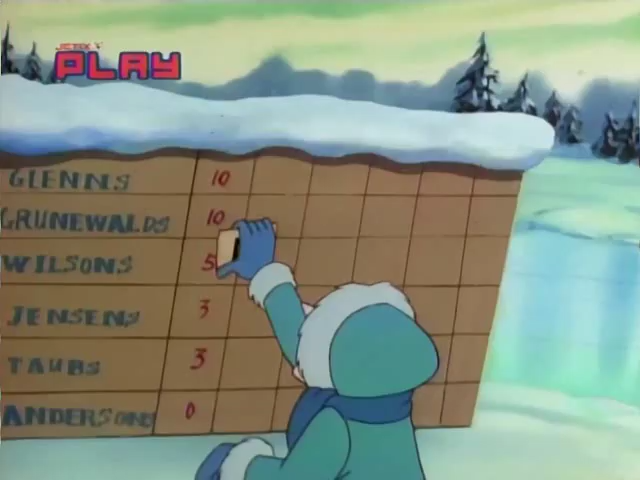 JETIX
PLAY
GLENNS 10
GRUNEWALDS 10
WILSONS 5
JENSENS 3
TAUBS 3
ANDERSONS 0